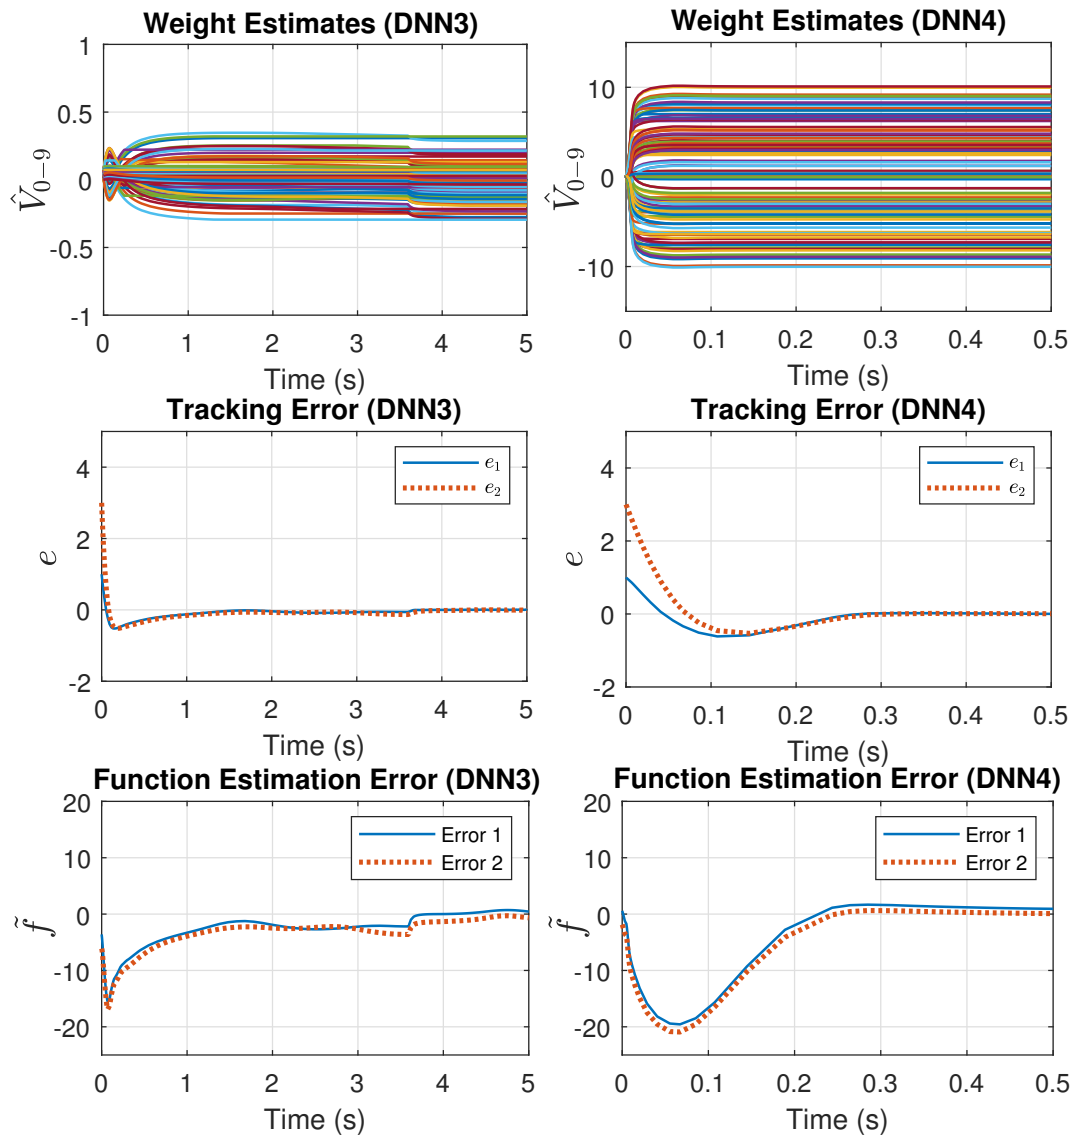 Weight Estimates (DNN3)
1
0.5
0
-0.5
-1
V̂₀₋₉
0 1 2 3 4 5
Time (s)
Weight Estimates (DNN4)
10
0
-10
V̂₀₋₉
0 0.1 0.2 0.3 0.4 0.5
Time (s)
Tracking Error (DNN3)
4
2
0
-2
e
e₁
e₂
0 1 2 3 4 5
Time (s)
Tracking Error (DNN4)
4
2
0
-2
e
e₁
e₂
0 0.1 0.2 0.3 0.4 0.5
Time (s)
Function Estimation Error (DNN3)
20
10
0
-10
-20
f̃
Error 1
Error 2
0 1 2 3 4 5
Time (s)
Function Estimation Error (DNN4)
20
10
0
-10
-20
f̃
Error 1
Error 2
0 0.1 0.2 0.3 0.4 0.5
Time (s)